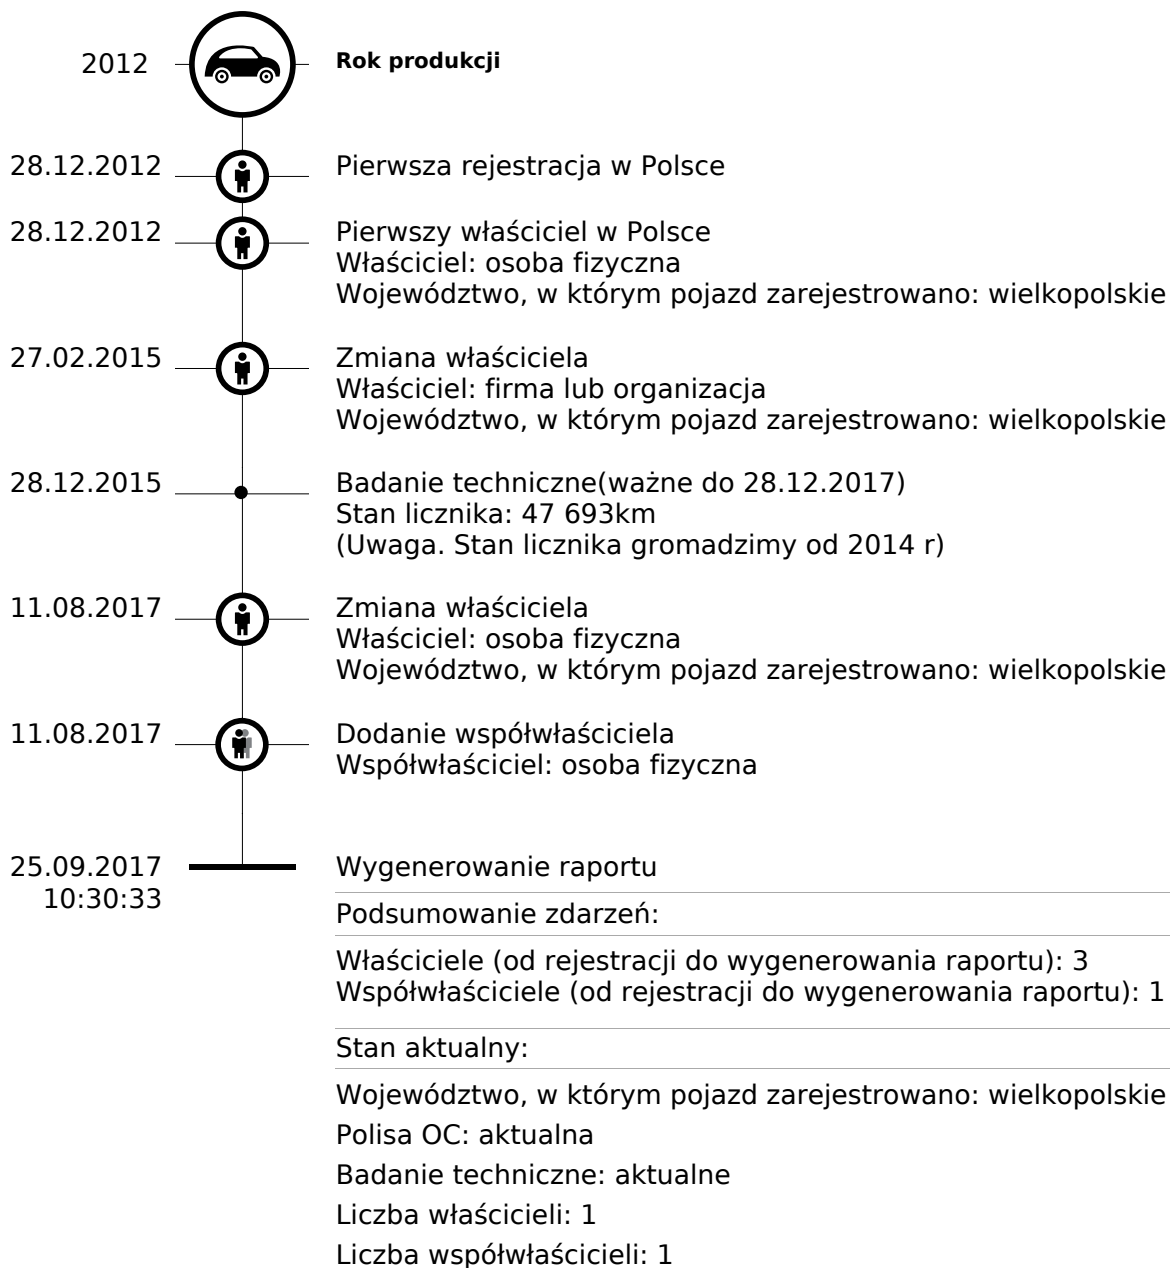 2012 Rok produkcji
28.12.2012 Pierwsza rejestracja w Polsce
28.12.2012 Pierwszy właściciel w Polsce
Właściciel: osoba fizyczna
Województwo, w którym pojazd zarejestrowano: wielkopolskie
27.02.2015 Zmiana właściciela
Właściciel: firma lub organizacja
Województwo, w którym pojazd zarejestrowano: wielkopolskie
28.12.2015 Badanie techniczne(ważne do 28.12.2017)
Stan licznika: 47 693km
(Uwaga. Stan licznika gromadzimy od 2014 r)
11.08.2017 Zmiana właściciela
Właściciel: osoba fizyczna
Województwo, w którym pojazd zarejestrowano: wielkopolskie
11.08.2017 Dodanie współwłaściciela
Współwłaściciel: osoba fizyczna
25.09.2017 Wygenerowanie raportu
10:30:33
Podsumowanie zdarzeń:
Właściciele (od rejestracji do wygenerowania raportu): 3
Współwłaściciele (od rejestracji do wygenerowania raportu): 1
Stan aktualny:
Województwo, w którym pojazd zarejestrowano: wielkopolskie
Polisa OC: aktualna
Badanie techniczne: aktualne
Liczba właścicieli: 1
Liczba współwłaścicieli: 1